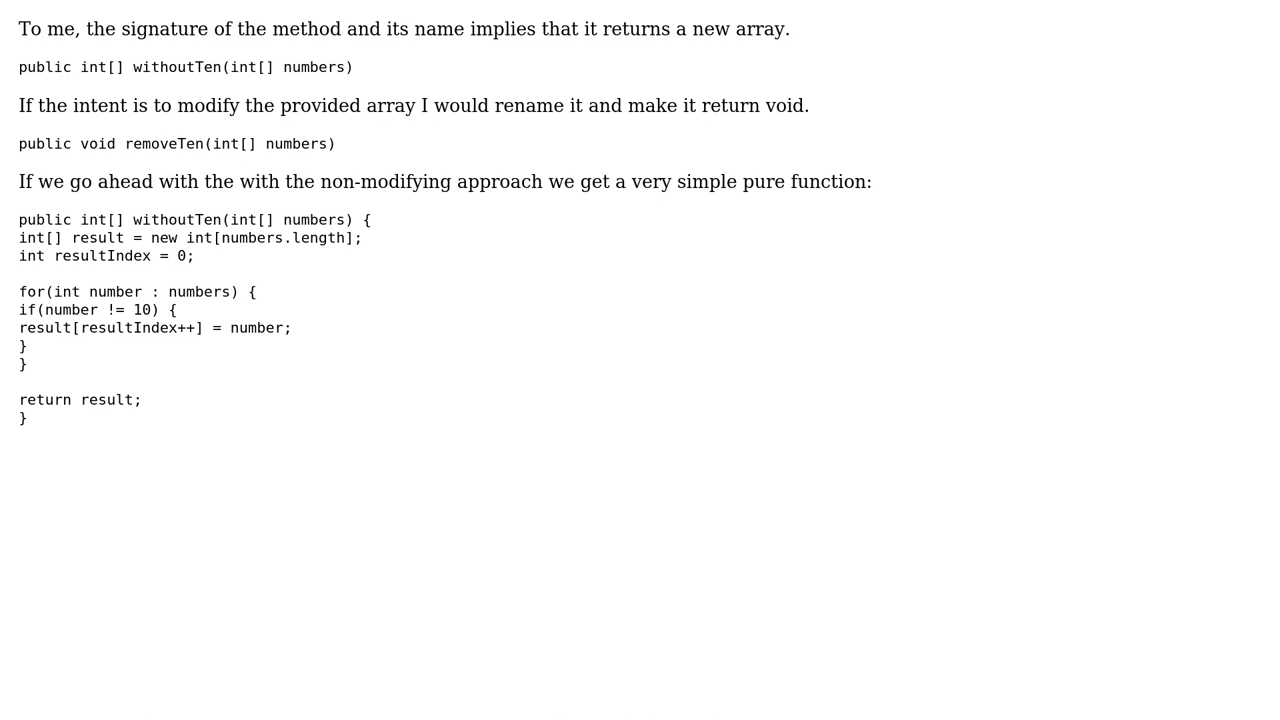 To me, the signature of the method and its name implies that it returns a new array.
public int[] withoutTen(int[] numbers)
If the intent is to modify the provided array I would rename it and make it return void.
public void removeTen(int[] numbers)
If we go ahead with the with the non-modifying approach we get a very simple pure function:
public int[] withoutTen(int[] numbers) {
int[] result = new int[numbers.length];
int resultIndex = 0;
for(int number : numbers) {
if(number != 10) {
result[resultIndex++] = number;
}
}
return result;
}